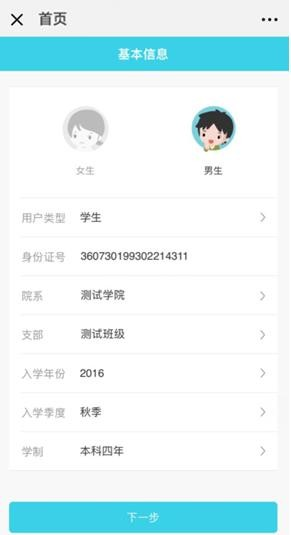 首页
基本信息
女生 男生
用户类型 学生
身份证号 360730199302214311
院系 测试学院
支部 测试班级
入学年份 2016
入学季度 秋季
学制 本科四年
下一步